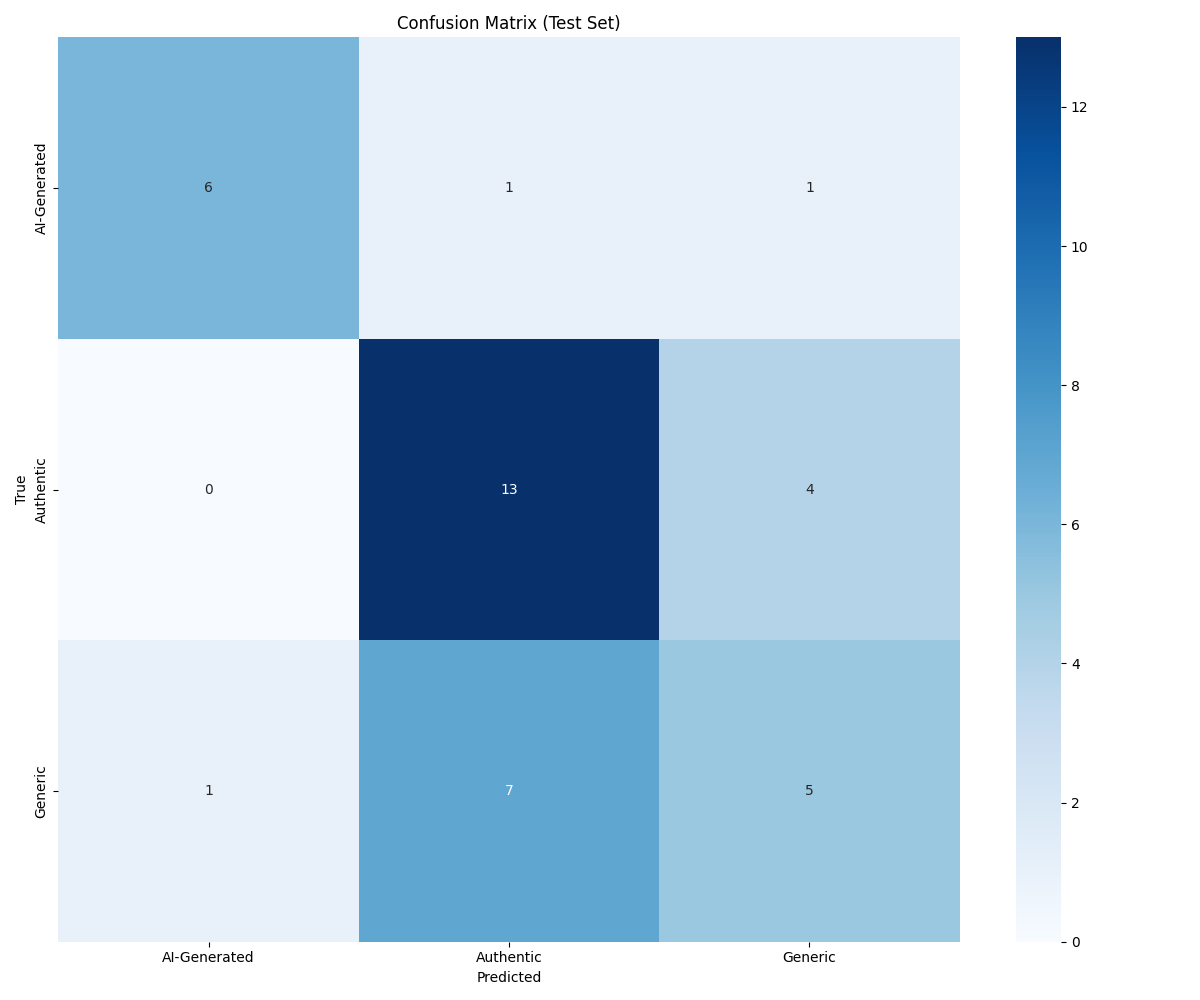 Confusion Matrix (Test Set)
True
AI-Generated
6 1 1
Authentic
0 13 4
Generic
1 7 5
AI-Generated Authentic Generic
Predicted
12
10
8
6
4
2
0